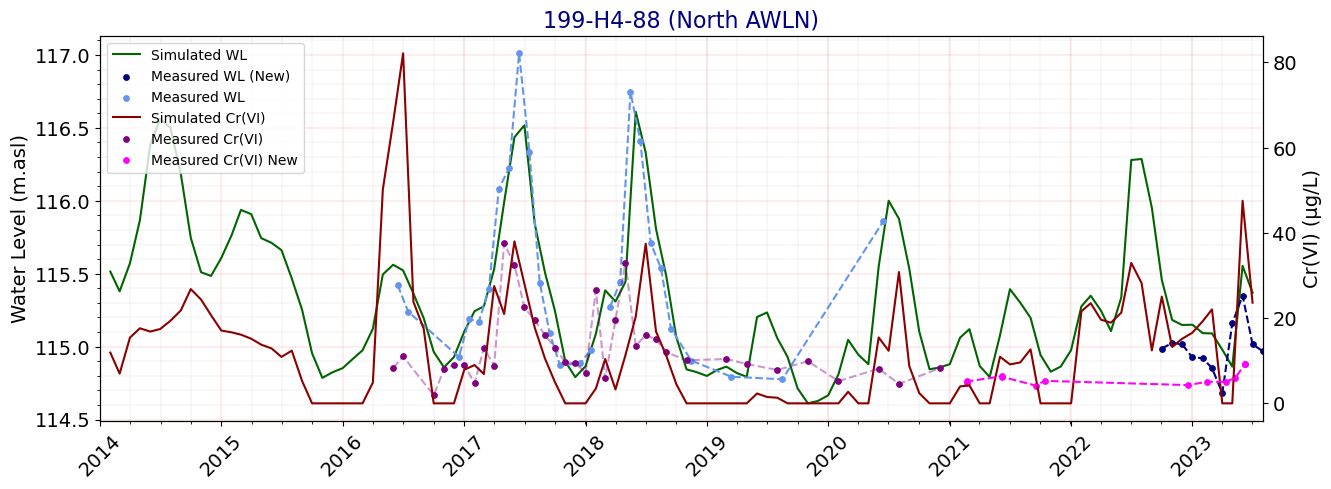 199-H4-88 (North AWLN)
Simulated WL
Measured WL (New)
Measured WL
Simulated Cr(VI)
Measured Cr(VI)
Measured Cr(VI) New
Water Level (m.asl)
117.0
116.5
116.0
115.5
115.0
114.5
80
60
40
20
0
Cr(VI) (μg/L)
2014
2015
2016
2017
2018
2019
2020
2021
2022
2023